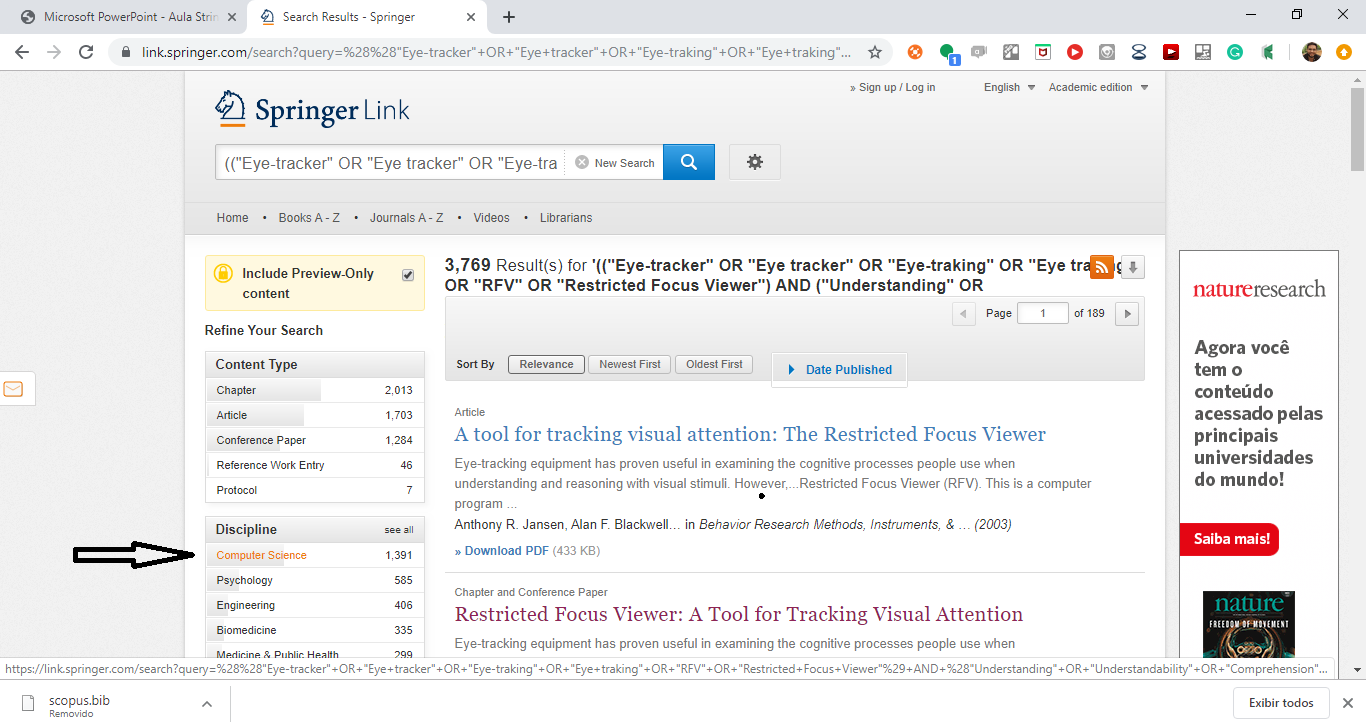 Microsoft PowerPoint - Aula Strin
Search Results - Springer
link.springer.com/search?query=%28%28"Eye-tracker"+OR+"Eye+tracker"+OR+"Eye-traking"+OR+"Eye+traking"...
1
» Sign up / Log in
English
Academic edition
Springer Link
(("Eye-tracker" OR "Eye tracker" OR "Eye-tra
New Search
Home • Books A - Z • Journals A - Z • Videos • Librarians
Include Preview-Only
content
Refine Your Search
Content Type
Chapter 2,013
Article 1,703
Conference Paper 1,284
Reference Work Entry 46
Protocol 7
Discipline see all
Computer Science 1,391
Psychology 585
Engineering 406
Biomedicine 335
Medicine & Public Health 299
3,769 Result(s) for '(("Eye-tracker" OR "Eye tracker" OR "Eye-traking" OR "Eye traking
OR "RFV" OR "Restricted Focus Viewer") AND ("Understanding" OR
Page 1 of 189
Sort By Relevance Newest First Oldest First Date Published
Article
A tool for tracking visual attention: The Restricted Focus Viewer
Eye-tracking equipment has proven useful in examining the cognitive processes people use when
understanding and reasoning with visual stimuli. However,...Restricted Focus Viewer (RFV). This is a computer
program ...
Anthony R. Jansen, Alan F. Blackwell... in Behavior Research Methods, Instruments, & … (2003)
» Download PDF (433 KB)
Chapter and Conference Paper
Restricted Focus Viewer: A Tool for Tracking Visual Attention
Eye-tracking equipment has proven useful in examining the cognitive processes people use when
natureresearch
Agora você
tem o
conteúdo
acessado pelas
principais
universidades
do mundo!
Saiba mais!
nature
FREEDOM OF MOVEMENT
https://link.springer.com/search?query=%28%28"Eye-tracker"+OR+"Eye+tracker"+OR+"Eye-traking"+OR+"Eye+traking"+OR+"RFV"+OR+"Restricted+Focus+Viewer"%29+AND+%28"Understanding"+OR+"Understandability"+OR+"Comprehension"...
scopus.bib
Removido
Exibir todos